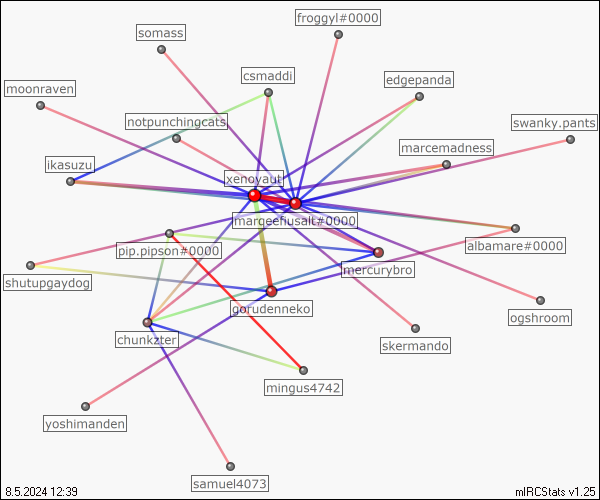 froggyl#0000
somass
csmaddi
edgepanda
moonraven
notpunchingcats
swanky.pants
marcemadness
ikasuzu
xenoyaut
marqeefusalt#0000
albamare#0000
pip.pipson#0000
mercurybro
shutupgaydog
gorudenneko
ogshroom
chunkzter
skermando
mingus4742
yoshimanden
samuel4073
8.5.2024 12:39
mIRCStats v1.25